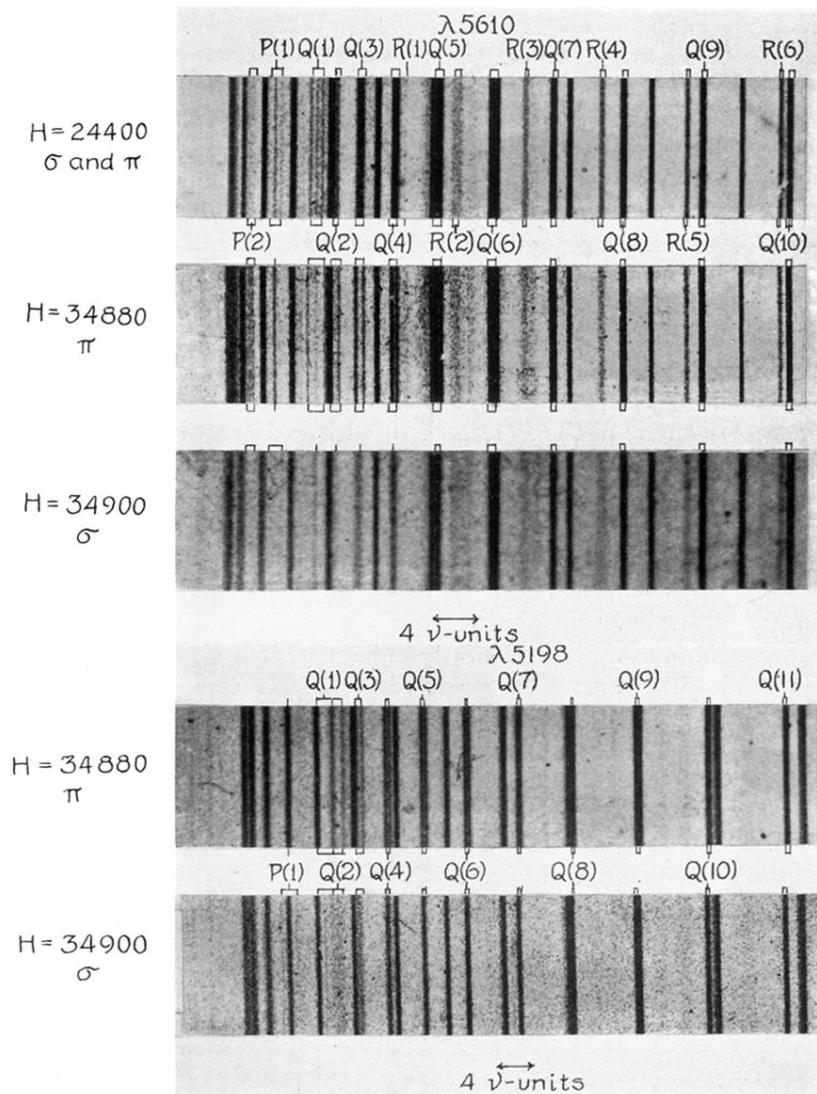 λ5610
P(1) Q(1) Q(3) R(1) Q(5) R(3) Q(7) R(4) Q(9) R(6)
H=24400
σ and π
P(2) Q(2) Q(4) R(2) Q(6) Q(8) R(5) Q(10)
H=34880
π
H=34900
σ
4 ν-units
λ5198
Q(1) Q(3) Q(5) Q(7) Q(9) Q(11)
H=34880
π
P(1) Q(2) Q(4) Q(6) Q(8) Q(10)
H=34900
σ
4 ν-units